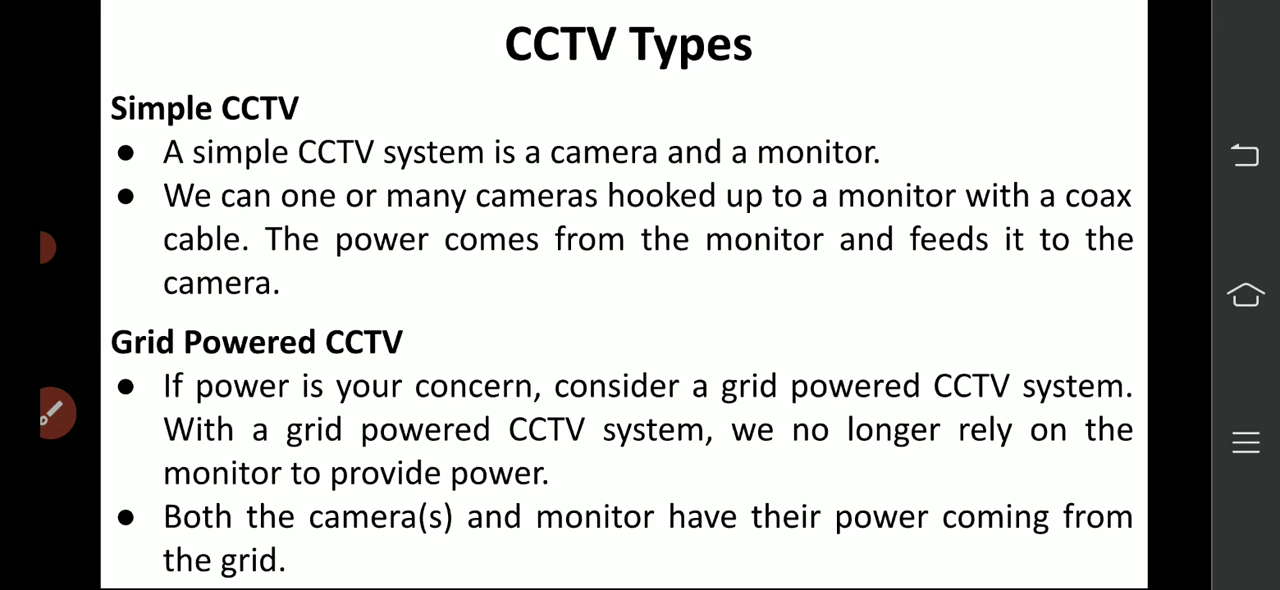 CCTV Types
Simple CCTV
● A simple CCTV system is a camera and a monitor.
● We can one or many cameras hooked up to a monitor with a coax
cable. The power comes from the monitor and feeds it to the
camera.
Grid Powered CCTV
● If power is your concern, consider a grid powered CCTV system.
With a grid powered CCTV system, we no longer rely on the
monitor to provide power.
● Both the camera(s) and monitor have their power coming from
the grid.